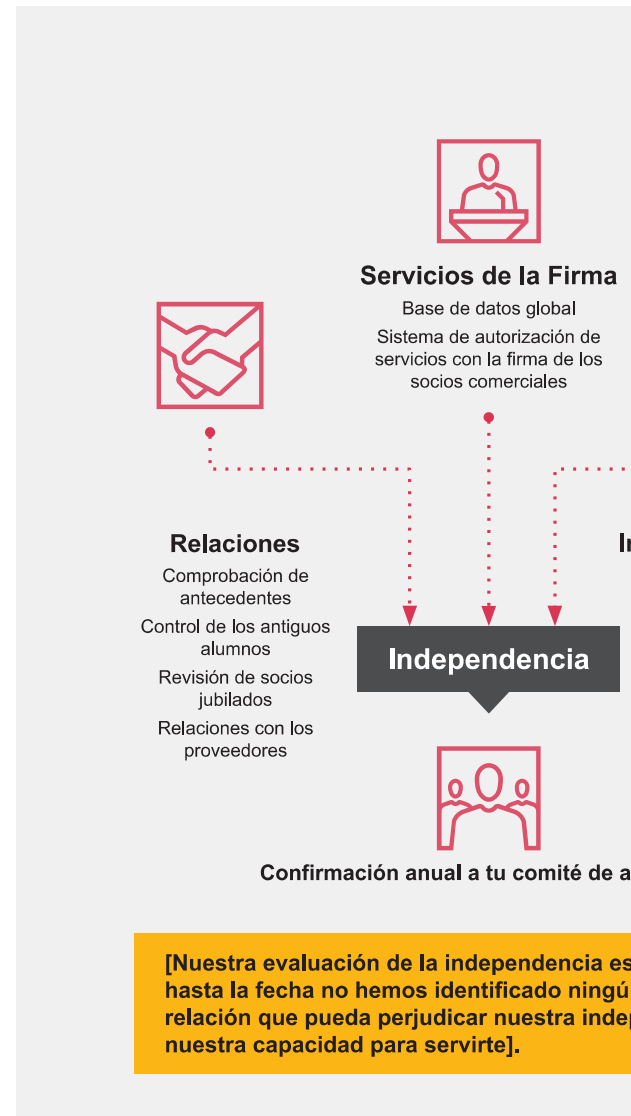 Servicios de la Firma
Base de datos global
Sistema de autorización de
servicios con la firma de los
socios comerciales
Relaciones
Comprobación de
antecedentes
Control de los antiguos
alumnos
Revisión de socios
jubilados
Relaciones con los
proveedores
Independencia
Confirmación anual a tu comité de
[Nuestra evaluación de la independencia
hasta la fecha no hemos identificado
relación que pueda perjudicar nuestra
nuestra capacidad para servirte].